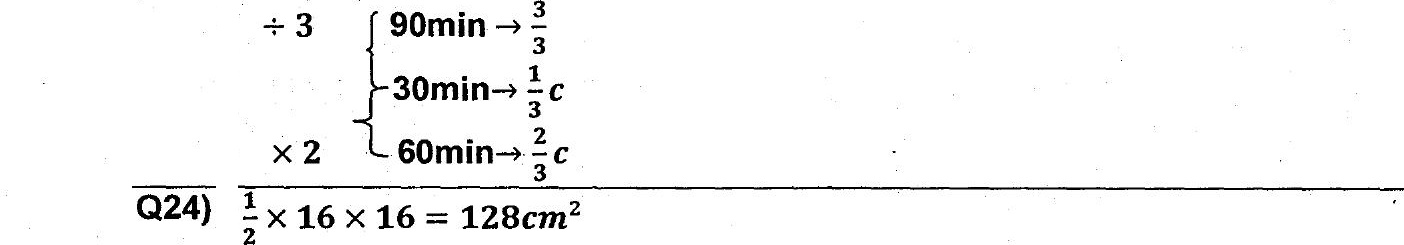 ÷ 3 90min → 3/3
30min→ 1/3 c
× 2 60min→ 2/3 c
Q24) 1/2 × 16 × 16 = 128cm²